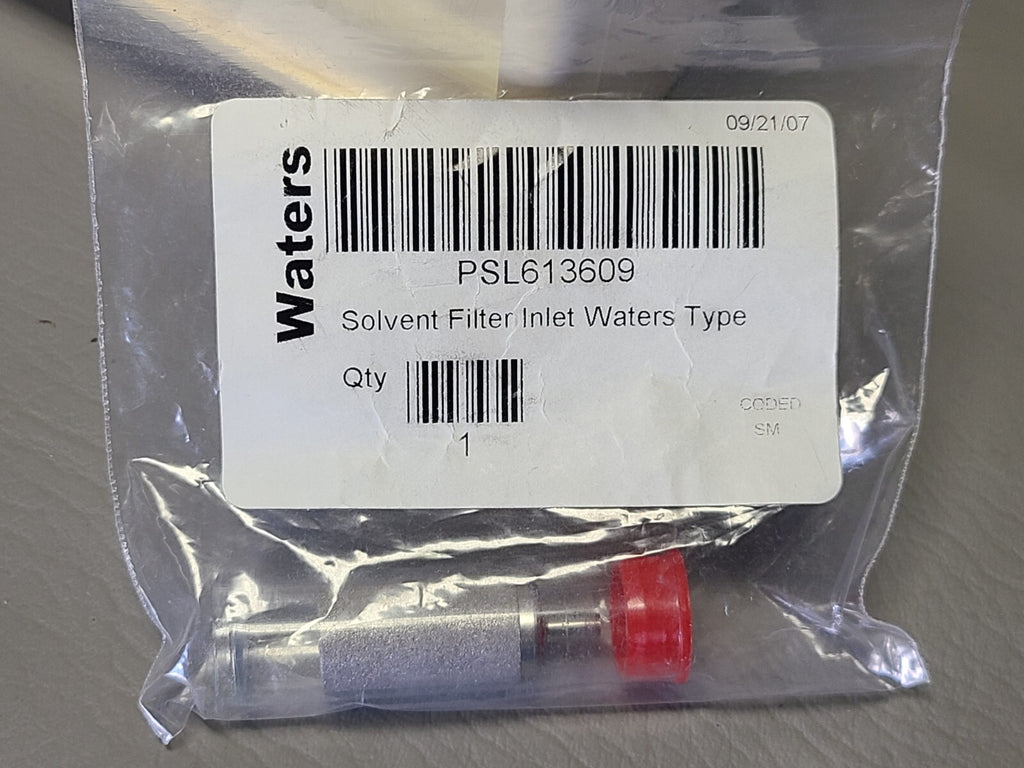 09/21/07
Waters
PSL613609
Solvent Filter Inlet Waters Type
Qty
1
CODED
SM